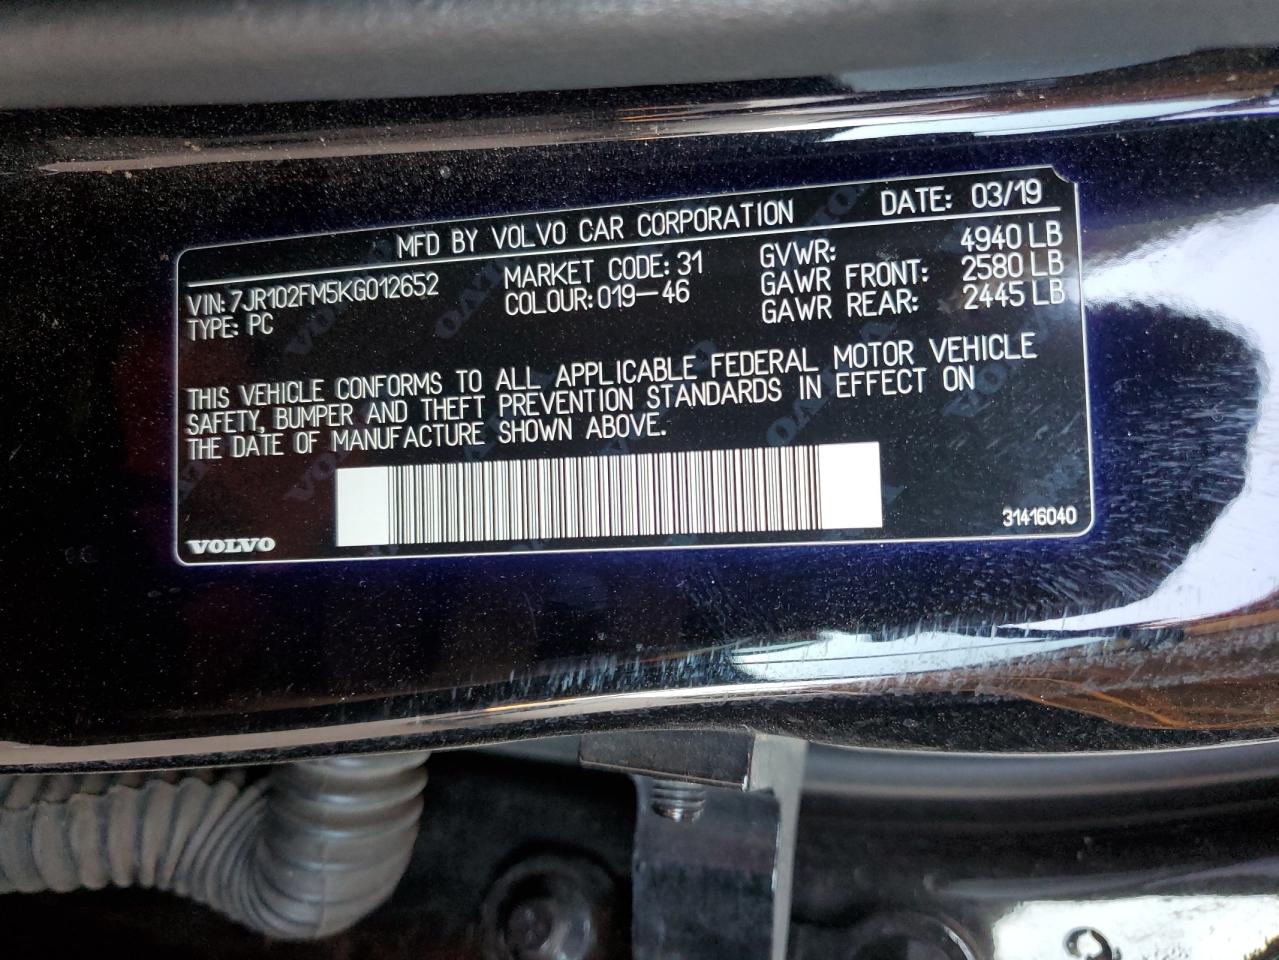 MFD BY VOLVO CAR CORPORATION DATE: 03/19
VIN: 7JR102FM5KG012652 MARKET CODE: 31 GVWR: 4940 LB
TYPE: PC COLOUR: 019-46 GAWR FRONT: 2580 LB
GAWR REAR: 2445 LB
THIS VEHICLE CONFORMS TO ALL APPLICABLE FEDERAL MOTOR VEHICLE
SAFETY, BUMPER AND THEFT PREVENTION STANDARDS IN EFFECT ON
THE DATE OF MANUFACTURE SHOWN ABOVE.
VOLVO
31416040